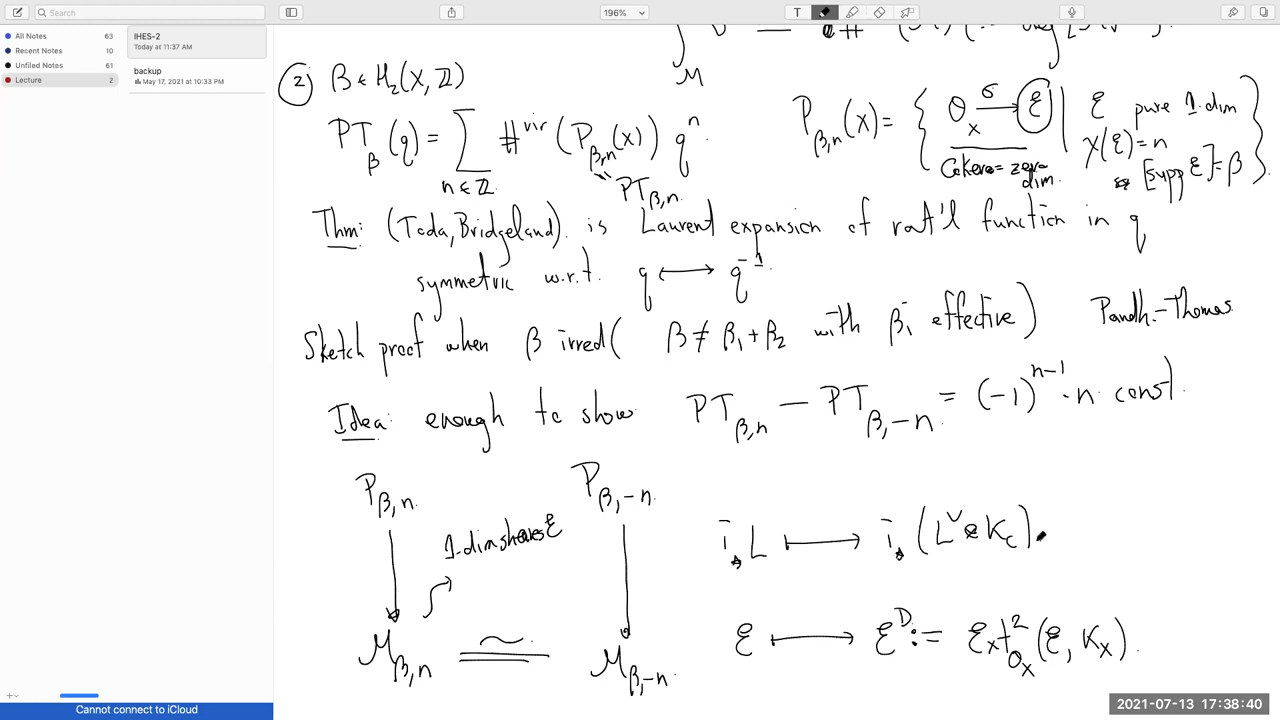 Search
196%
T
All Notes 63
Recent Notes 10
Unfiled Notes 61
Lecture 2
IHES-2
Today at 11:37 AM
backup
May 17, 2021 at 10:33 PM
Cannot connect to iCloud
M
② β ∈ H₂(X, ℤ)
PT_β(q) = ∑_{n∈ℤ} #^{vir}(P_{β,n}(X)) q^n
PT_{β,n}
P_{β,n}(X) = { O_X →^σ ℰ | ℰ pure 1-dim
χ(ℰ) = n
[supp ℰ] = β }
Coker = zero dim.
Thm: (Toda, Bridgeland). is Laurent expansion of rat'l function in q
symmetric w.r.t. q ⟷ q^{-1}.
Sketch proof when β irred ( β ≠ β₁ + β₂ with βᵢ effective) Pandh.-Thomas
Idea: enough to show PT_{β,n} − PT_{β,−n} = (−1)^{n−1} · n const.
P_{β,n} P_{β,−n}
1-dim sheaves ℰ
i_* L ⟼ i_*(L^∨ ⊗ K_C).
ℳ_{β,n} ≅ ℳ_{β,−n}.
ℰ ⟼ ℰ^D := ℰxt²_{O_X}(ℰ, K_X).
2021-07-13 17:38:40